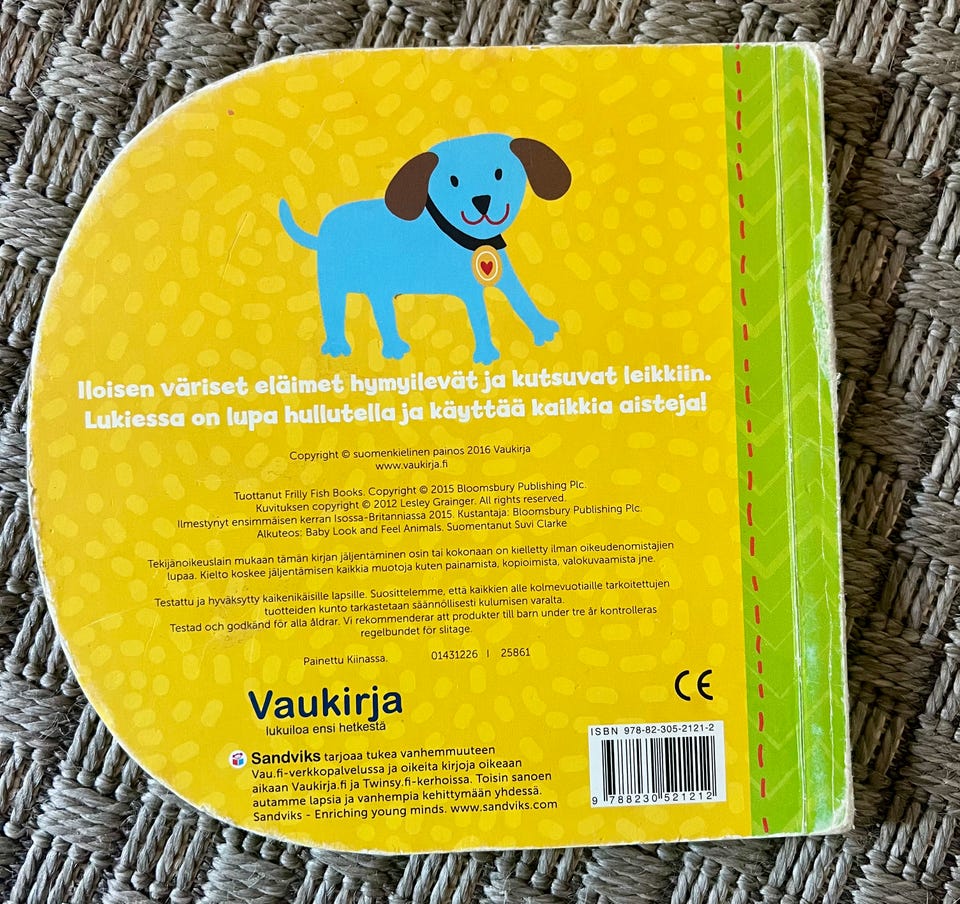 Iloisen väriset eläimet hymyilevät ja kutsuvat leikkiin.
Lukiessa on lupa hullutella ja käyttää kaikkia aisteja!
Copyright © suomenkielinen painos 2016 Vaukirja
www.vaukirja.fi
Tuottanut Frilly Fish Books. Copyright © 2015 Bloomsbury Publishing Plc.
Kuvituksen copyright © 2012 Lesley Grainger. All rights reserved.
Ilmestynyt ensimmäisen kerran Isossa-Britanniassa 2015. Kustantaja: Bloomsbury Publishing Plc.
Alkuteos: Baby Look and Feel Animals. Suomentanut Suvi Clarke
Tekijänoikeuslain mukaan tämän kirjan jäljentäminen osin tai kokonaan on kielletty ilman oikeudenomistajien
lupaa. Kielto koskee jäljentämisen kaikkia muotoja kuten painamista, kopioimista, valokuvaamista jne.
Testattu ja hyväksytty kaikenikäisille lapsille. Suosittelemme, että kaikkien alle kolmevuotiaille tarkoitettujen
tuotteiden kunto tarkastetaan säännöllisesti kulumisen varalta.
Testad och godkänd för alla åldrar. Vi rekommenderar att produkter till barn under tre år kontrolleras
regelbundet för slitage.
Painettu Kiinassa. 01431226 | 25861
CE
Vaukirja
lukuiloa ensi hetkestä
Sandviks tarjoaa tukea vanhemmuuteen
Vau.fi-verkkopalvelussa ja oikeita kirjoja oikeaan
aikaan Vaukirja.fi ja Twinsy.fi-kerhoissa. Toisin sanoen
autamme lapsia ja vanhempia kehittymään yhdessä.
Sandviks - Enriching young minds. www.sandviks.com
ISBN 978-82-305-2121-2
9 788230 521212